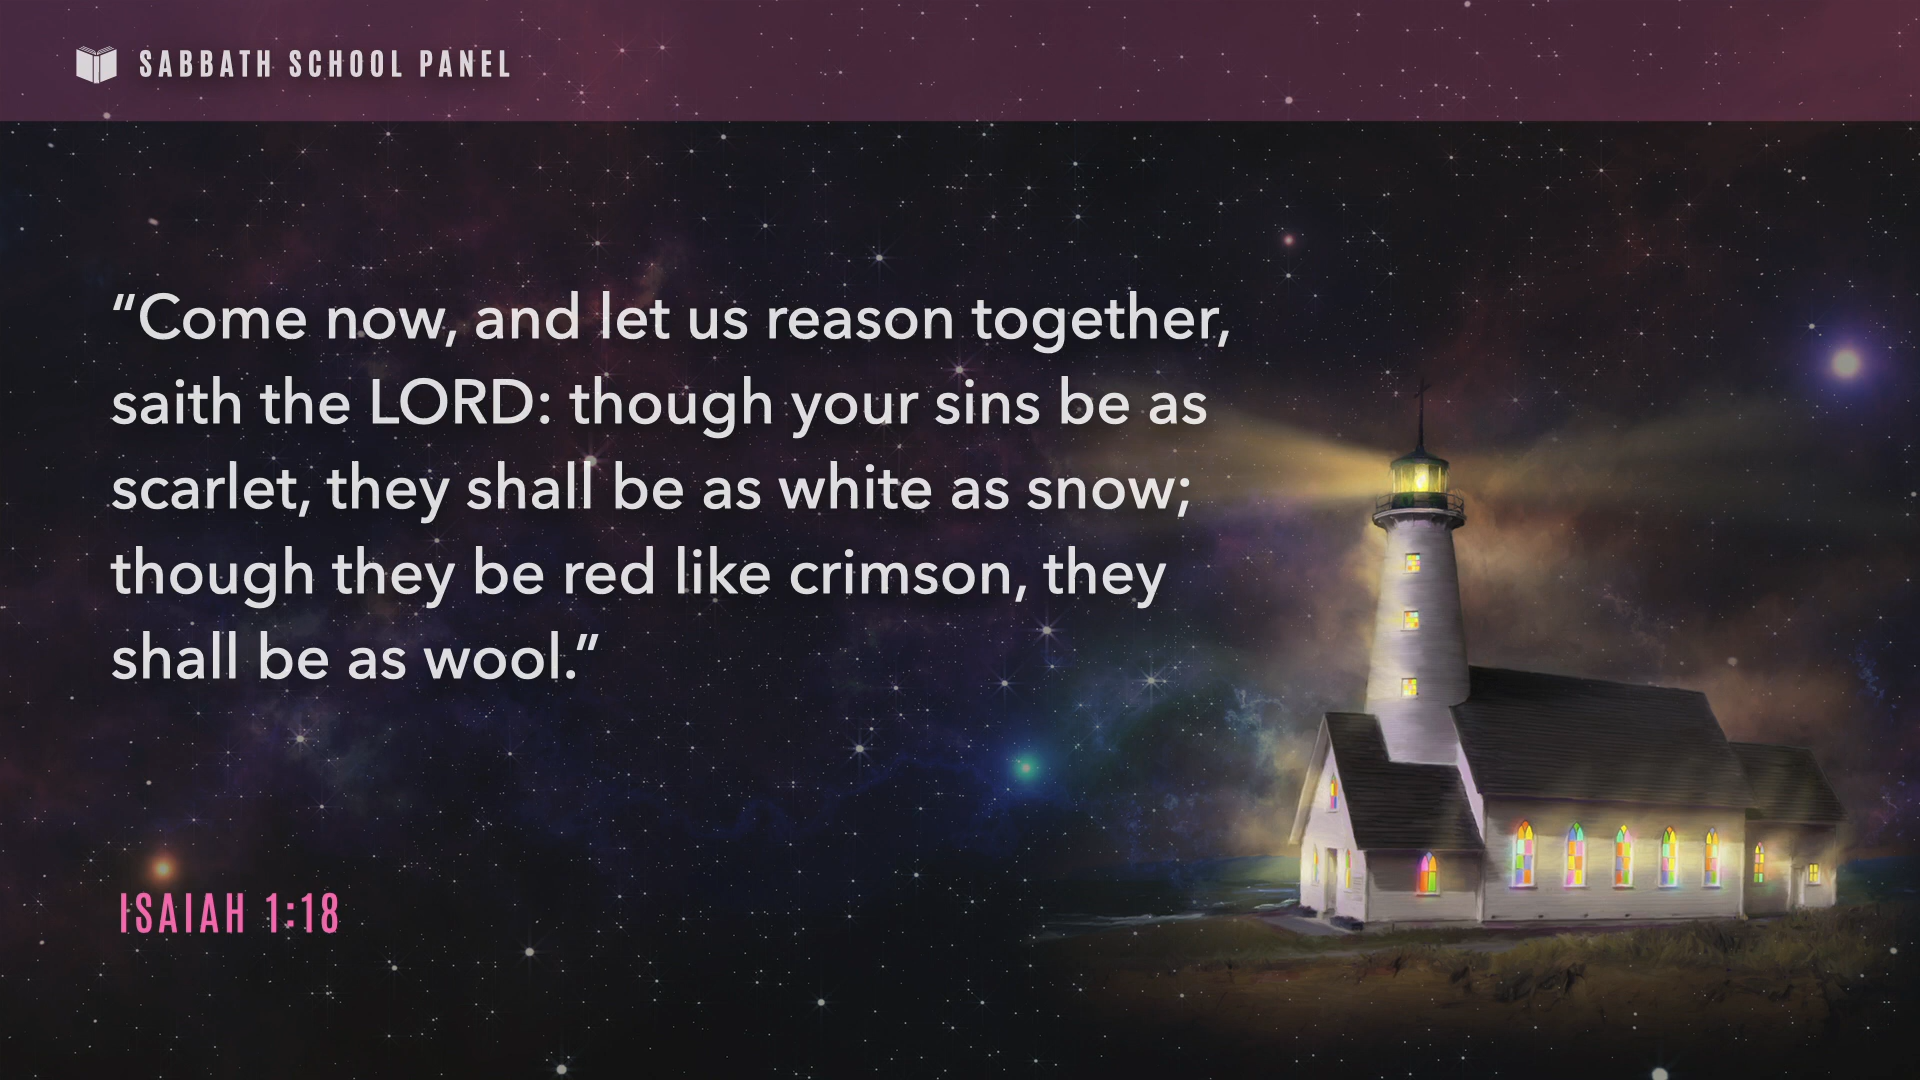 SABBATH SCHOOL PANEL
“Come now, and let us reason together,
saith the LORD: though your sins be as
scarlet, they shall be as white as snow;
though they be red like crimson, they
shall be as wool.”
ISAIAH 1:18